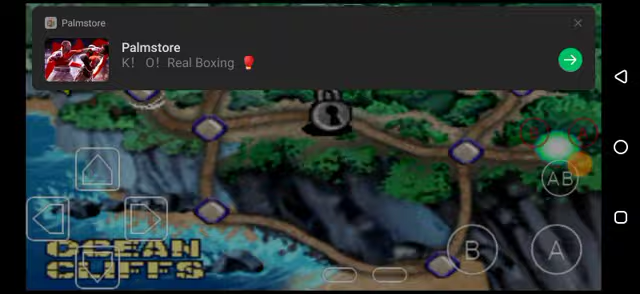 Palmstore
Palmstore
K! O! Real Boxing 🥊
AB
OCEAN
CLIFFS
B
A